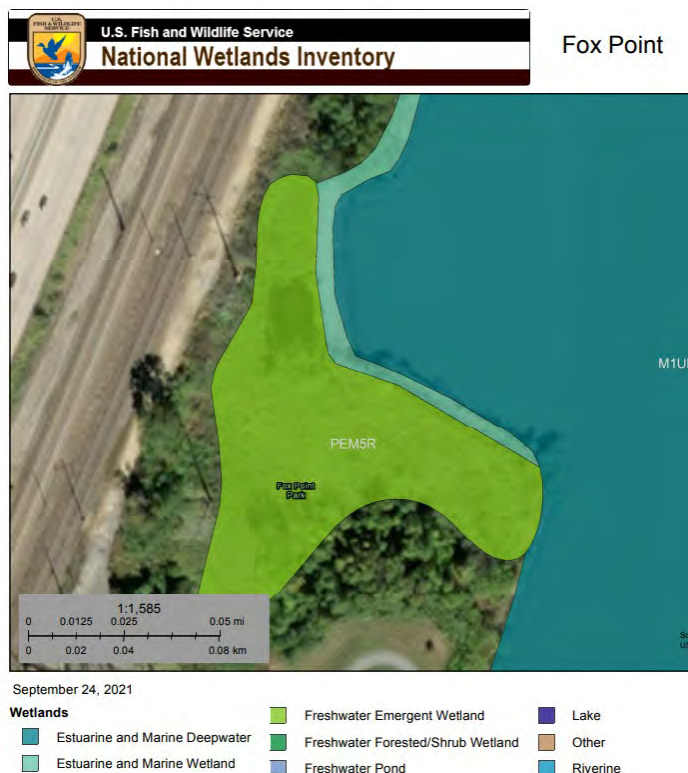 U.S.
FISH & WILDLIFE
SERVICE
U.S. Fish and Wildlife Service
National Wetlands Inventory
Fox Point
M1U
PEM5R
Fox Point
Park
1:1,585
0 0.0125 0.025 0.05 mi
0 0.02 0.04 0.08 km
September 24, 2021
Wetlands
Estuarine and Marine Deepwater
Estuarine and Marine Wetland
Freshwater Emergent Wetland
Freshwater Forested/Shrub Wetland
Freshwater Pond
Lake
Other
Riverine